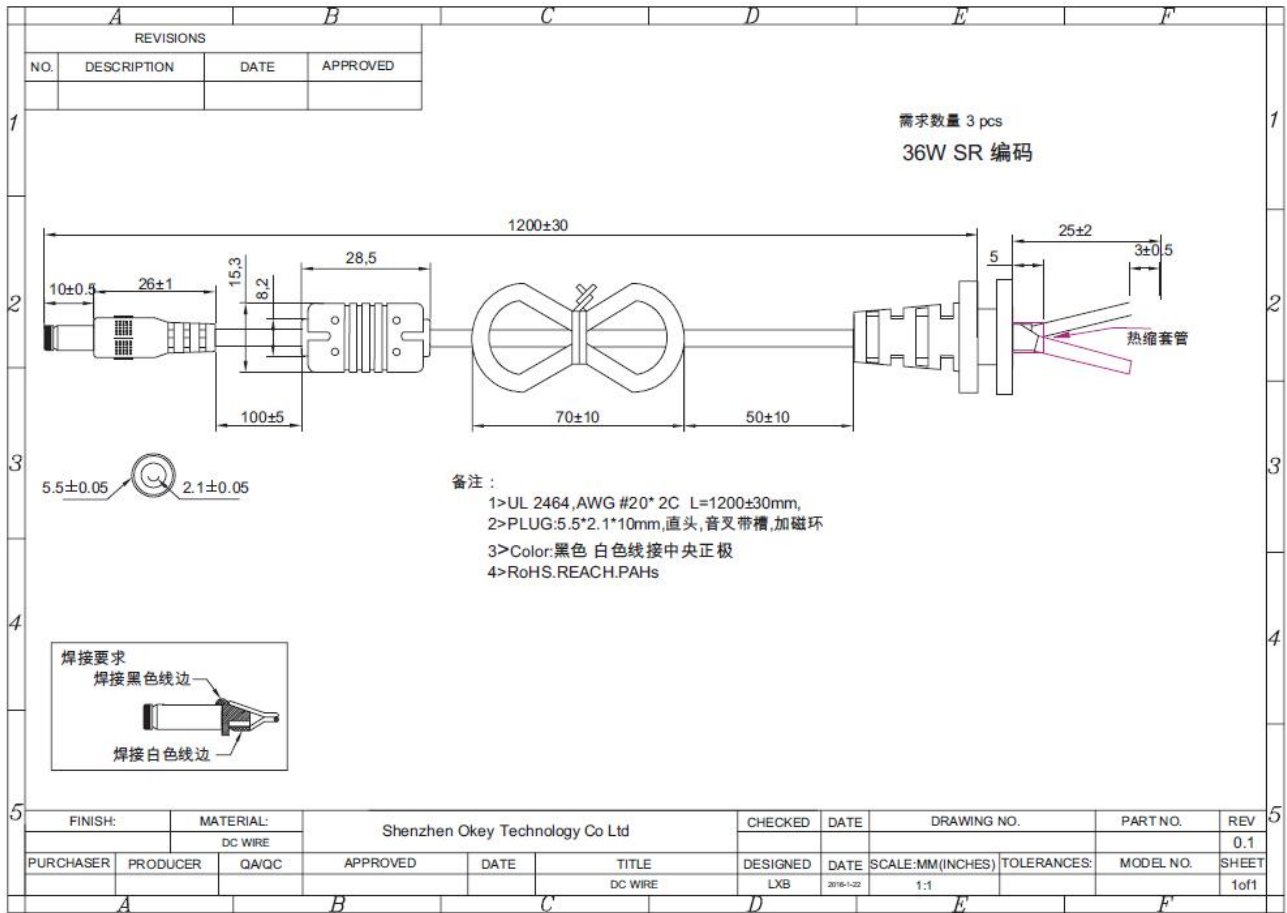 A B C D E F
REVISIONS
NO. DESCRIPTION DATE APPROVED
1 1
需求数量 3 pcs
36W SR 编码
1200±30
25±2
28,5
5
3±0.5
10±0.5
26±1
15,3
8,2
2 2
热缩套管
100±5
70±10
50±10
3 3
5.5±0.05
2.1±0.05
备注：
1>UL 2464,AWG #20* 2C L=1200±30mm,
2>PLUG:5.5*2.1*10mm,直头,音叉带槽,加磁环
3>Color:黑色 白色线接中央正极
4>RoHS.REACH.PAHs
4 4
焊接要求
焊接黑色线边
焊接白色线边
5 5
FINISH: MATERIAL: Shenzhen Okey Technology Co Ltd CHECKED DATE DRAWING NO. PART NO. REV
DC WIRE 0.1
PURCHASER PRODUCER QA/QC APPROVED DATE TITLE DESIGNED DATE SCALE:MM(INCHES) TOLERANCES: MODEL NO. SHEET
DC WIRE LXB 2016-1-22 1:1 1of1
A B C D E F